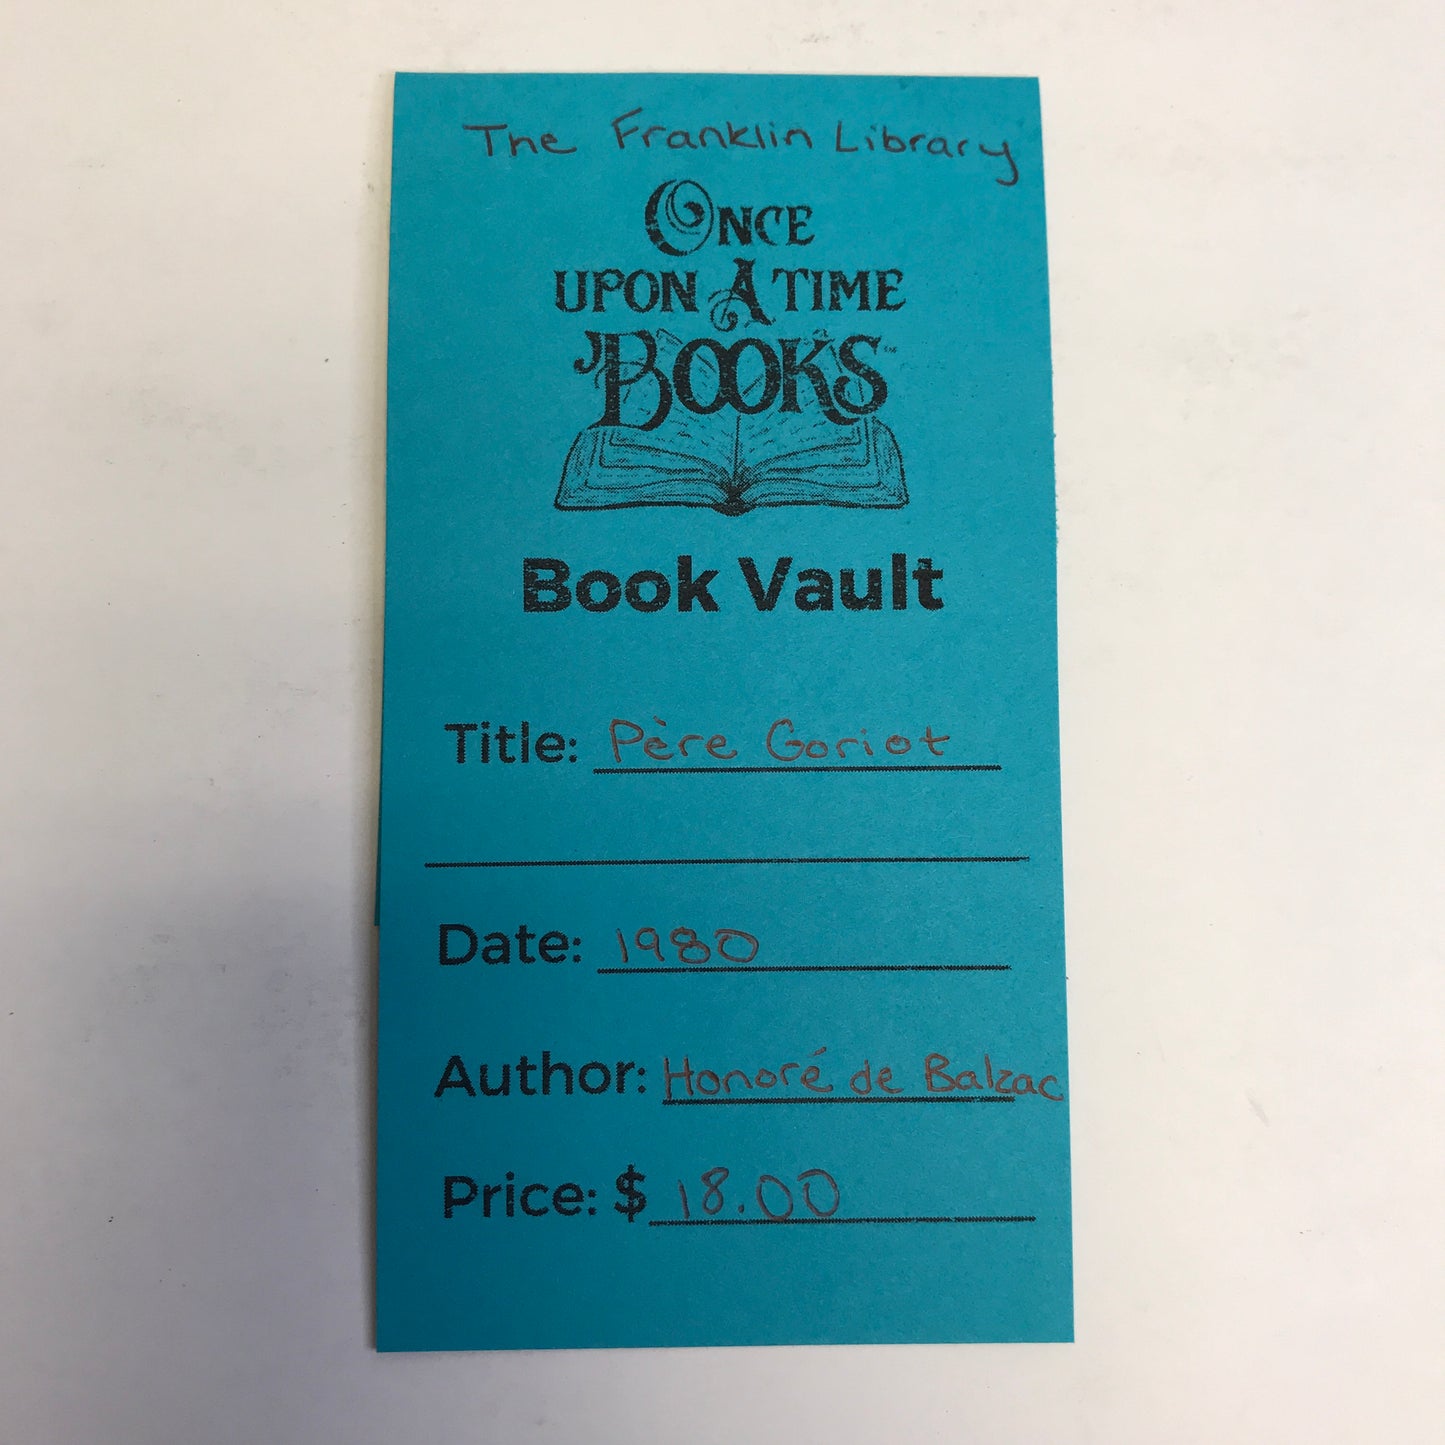 The Franklin Library
ONCE
UPON A TIME
BOOKS
Book Vault
Title: Père Goriot
Date: 1980
Author: Honoré de Balzac
Price: $ 18.00